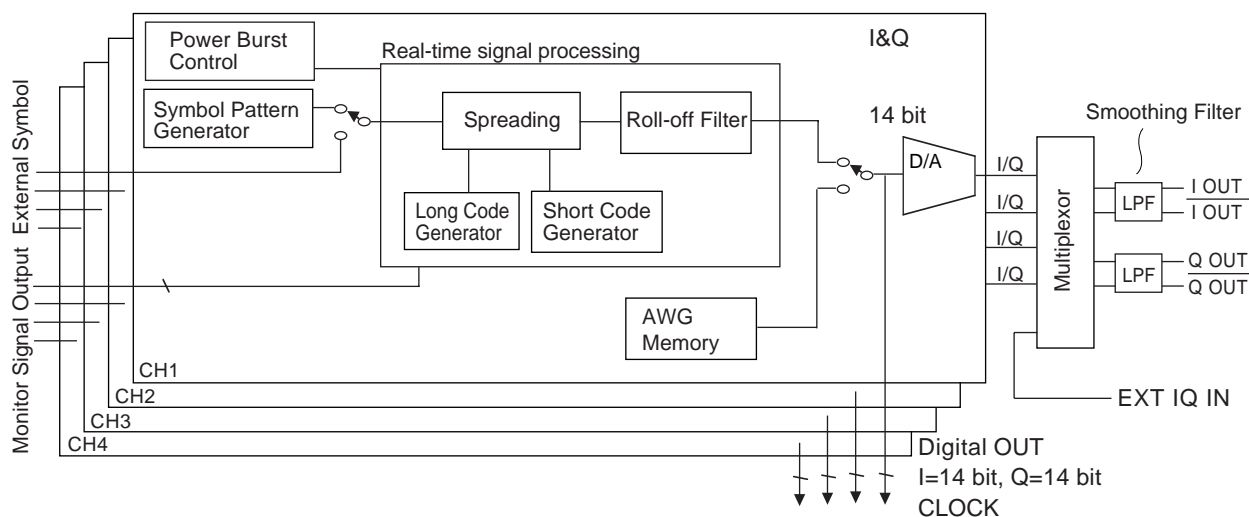 Power Burst
Control
I&Q
Real-time signal processing
Symbol Pattern
Generator
Spreading
Roll-off Filter
14 bit
D/A
Smoothing Filter
Long Code
Generator
Short Code
Generator
AWG
Memory
I/Q
I/Q
I/Q
I/Q
Multiplexor
LPF
LPF
I OUT
I OUT
Q OUT
Q OUT
EXT IQ IN
External Symbol
Monitor Signal Output
CH1
CH2
CH3
CH4
Digital OUT
I=14 bit, Q=14 bit
CLOCK